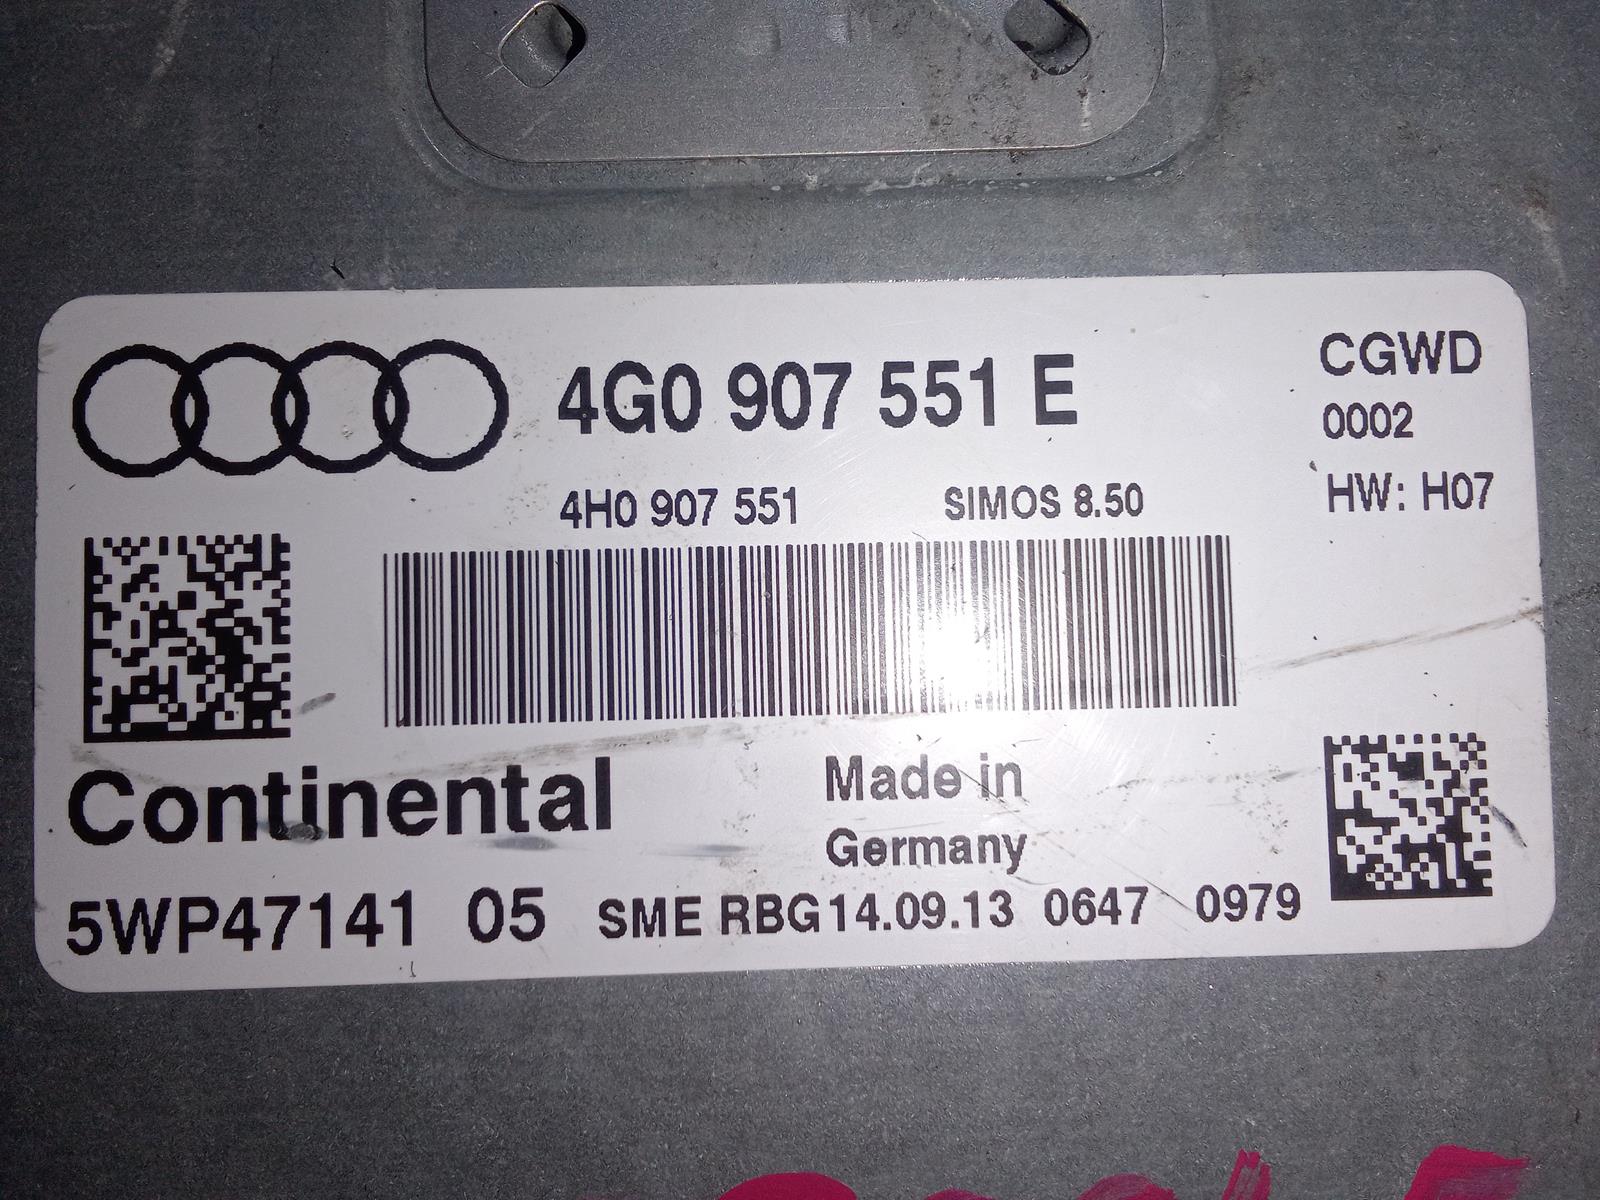 4G0 907 551 E
CGWD
0002
4H0 907 551 SIMOS 8.50
HW: H07
Continental
Made in
Germany
5WP47141 05 SME RBG14.09.13 0647 0979